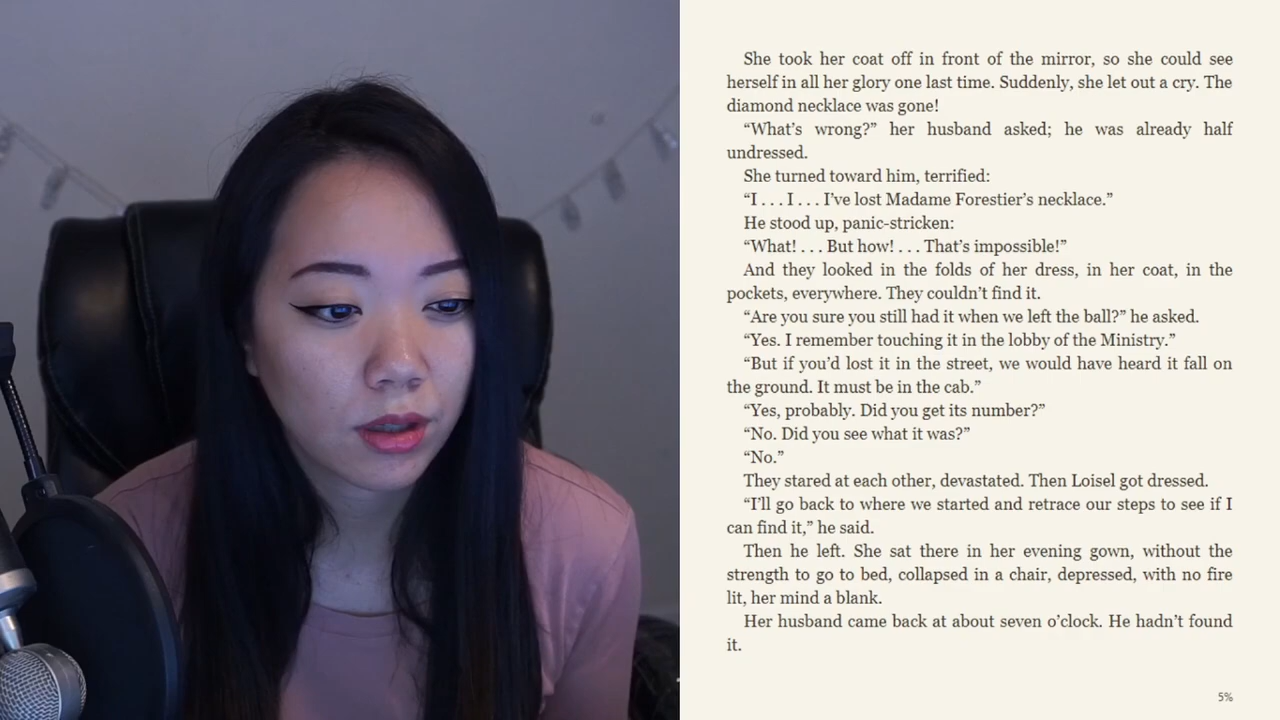 She took her coat off in front of the mirror, so she could see
herself in all her glory one last time. Suddenly, she let out a cry. The
diamond necklace was gone!
“What’s wrong?” her husband asked; he was already half
undressed.
She turned toward him, terrified:
“I . . . I . . . I’ve lost Madame Forestier’s necklace.”
He stood up, panic-stricken:
“What! . . . But how! . . . That’s impossible!”
And they looked in the folds of her dress, in her coat, in the
pockets, everywhere. They couldn’t find it.
“Are you sure you still had it when we left the ball?” he asked.
“Yes. I remember touching it in the lobby of the Ministry.”
“But if you’d lost it in the street, we would have heard it fall on
the ground. It must be in the cab.”
“Yes, probably. Did you get its number?”
“No. Did you see what it was?”
“No.”
They stared at each other, devastated. Then Loisel got dressed.
“I’ll go back to where we started and retrace our steps to see if I
can find it,” he said.
Then he left. She sat there in her evening gown, without the
strength to go to bed, collapsed in a chair, depressed, with no fire
lit, her mind a blank.
Her husband came back at about seven o’clock. He hadn’t found
it.
5%